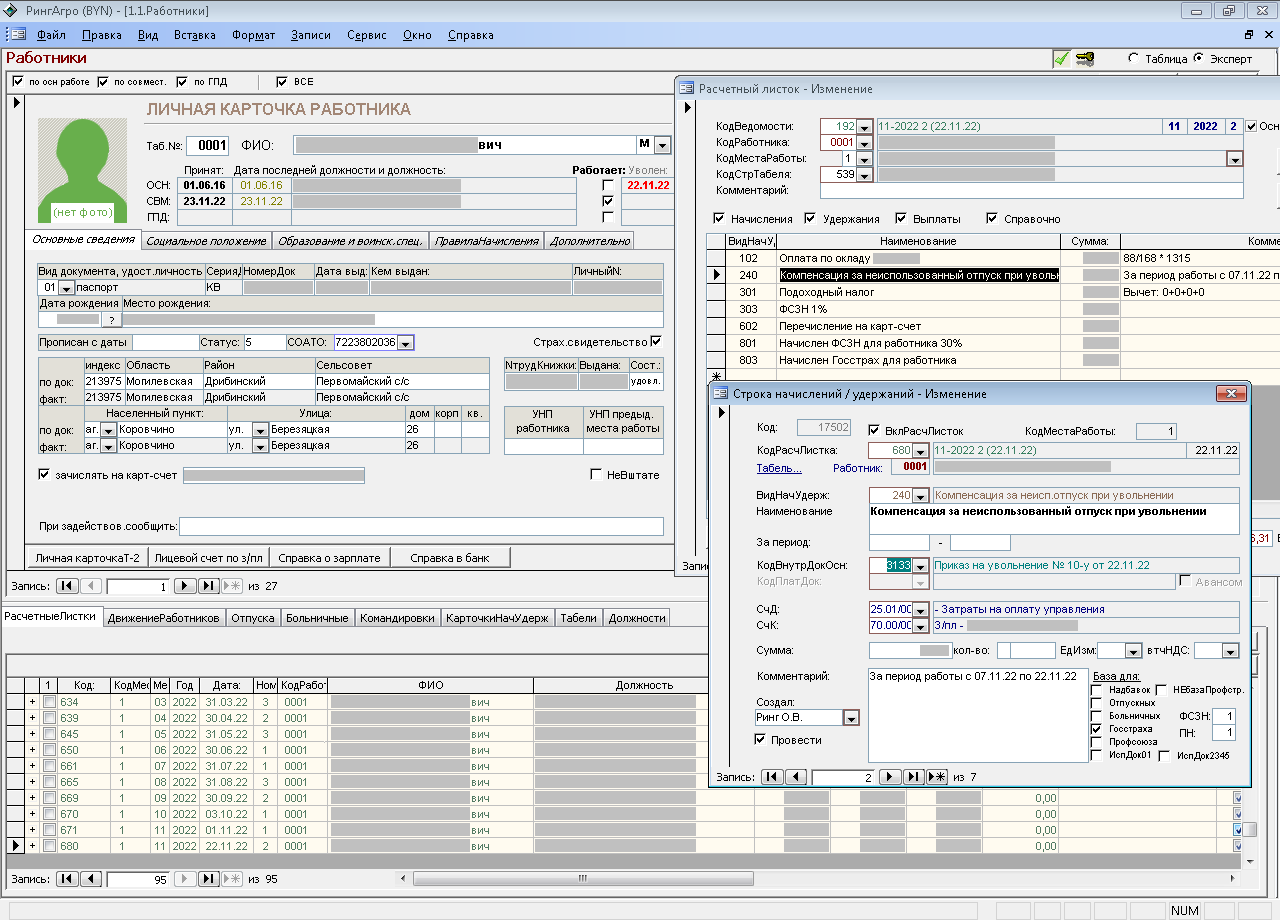 РингАгро (BYN) - [1.1.Работники]
Файл Правка Вид Вставка Формат Записи Сервис Окно Справка
Работники
Таблица Эксперт
по осн работе по совмест. по ГПД ВСЕ
ЛИЧНАЯ КАРТОЧКА РАБОТНИКА
(нет фото)
Таб.№: 0001 ФИО: вич М
Принят: Дата последней должности и должность: Работает: Уволен:
ОСН: 01.06.16 01.06.16 22.11.22
СВМ: 23.11.22 23.11.22
ГПД:
Основные сведения Социальное положение Образование и воинск.спец. ПравилаНачисления Дополнительно
Вид документа, удост.личность Серия НомерДок Дата выд: Кем выдан: ЛичныйN:
01 паспорт КВ
Дата рождения Место рождения:
?
Прописан с даты Статус: 5 СОАТО: 7223802036 Страх.свидетельство
индекс Область Район Сельсовет
по док: 213975 Могилевская Дрибинский Первомайский с/с
факт: 213975 Могилевская Дрибинский Первомайский с/с
Населенный пункт: Улица: дом корп кв.
по док: аг. Коровчино ул. Березяцкая 26
факт: аг. Коровчино ул. Березяцкая 26
NтрудКнижки: Выдана: Сост.:
удовл.
УНП работника УНП предыд. места работы
зачислять на карт-счет НеВштате
При задействов.сообщить:
Личная карточкаТ-2 Лицевой счет по з/пл Справка о зарплате Справка в банк
Запись: 1 из 27
РасчетныеЛистки ДвижениеРаботников Отпуска Больничные Командировки КарточкиНачУдерж Табели Должности
1 Код: КодМес Ме Год Дата: Ном КодРабот ФИО Должность
+ 634 1 03 2022 31.03.22 3 0001 вич
+ 639 1 04 2022 30.04.22 2 0001 вич
+ 645 1 05 2022 31.05.22 3 0001 вич
+ 650 1 06 2022 30.06.22 1 0001 вич
+ 661 1 07 2022 31.07.22 1 0001 вич
+ 665 1 08 2022 31.08.22 3 0001 вич
+ 669 1 09 2022 30.09.22 2 0001 вич 0,00
+ 670 1 10 2022 03.10.22 1 0001 вич 0,00
+ 671 1 11 2022 01.11.22 1 0001 вич 0,00
+ 680 1 11 2022 22.11.22 2 0001 вич 0,00
Запись: 95 из 95
NUM
Расчетный листок - Изменение
КодВедомости: 192 11-2022 2 (22.11.22) 11 2022 2 Осн
КодРаботника: 0001
КодМестаРаботы: 1
КодСтрТабеля: 539
Комментарий:
Начисления Удержания Выплаты Справочно
ВидНачУ, Наименование Сумма: Комме
102 Оплата по окладу 88/168 * 1315
240 Компенсация за неиспользованный отпуск при уволь За период работы с 07.11.22 п
301 Подоходный налог Вычет: 0+0+0+0
303 ФСЗН 1%
602 Перечисление на карт-счет
801 Начислен ФСЗН для работника 30%
803 Начислен Госстрах для работника
6,31
Запис
Строка начислений / удержаний - Изменение
Код: 17502 ВклРасчЛисток КодМестаРаботы: 1
КодРасчЛистка: 680 11-2022 2 (22.11.22) 22.11.22
Табель... Работник: 0001
ВидНачУдерж: 240 Компенсация за неисп.отпуск при увольнении
Наименование Компенсация за неиспользованный отпуск при увольнении
За период: -
КодВнутрДокОсн: 3133 Приказ на увольнение № 10-у от 22.11.22
КодПлатДок: Авансом
СчД: 25.01/00 - Затраты на оплату управления
СчК: 70.00/00 З/пл -
Сумма: кол-во: ЕдИзм: втчНДС:
Комментарий: За период работы с 07.11.22 по 22.11.22
База для:
Надбавок НЕбазаПрофстр.
Отпускных
Больничных ФСЗН: 1
Госстраха ПН: 1
Профсоюза
ИспДок01 ИспДок2345
Создал:
Ринг О.В.
Провести
Запись: 2 из 7